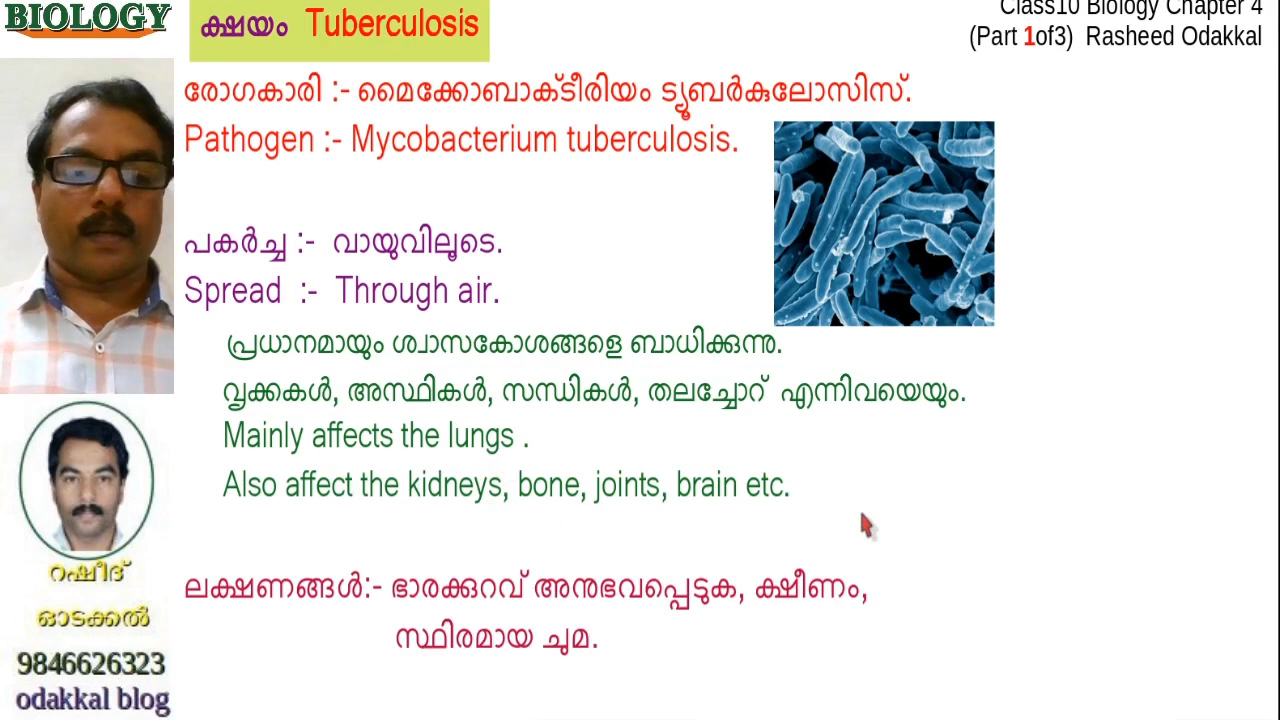 BIOLOGY
ക്ഷയം Tuberculosis
Class10 Biology Chapter 4
(Part 1of3) Rasheed Odakkal
രോഗകാരി :- മൈക്കോബാക്ടീരിയം ട്യൂബർകുലോസിസ്.
Pathogen :- Mycobacterium tuberculosis.
പകർച്ച :- വായുവിലൂടെ.
Spread :- Through air.
പ്രധാനമായും ശ്വാസകോശങ്ങളെ ബാധിക്കുന്നു.
വൃക്കകൾ, അസ്ഥികൾ, സന്ധികൾ, തലച്ചോറ് എന്നിവയെയും.
Mainly affects the lungs .
Also affect the kidneys, bone, joints, brain etc.
ലക്ഷണങ്ങൾ:- ഭാരക്കുറവ് അനുഭവപ്പെടുക, ക്ഷീണം,
സ്ഥിരമായ ചുമ.
റഷീദ്
ഓടക്കൽ
9846626323
odakkal blog